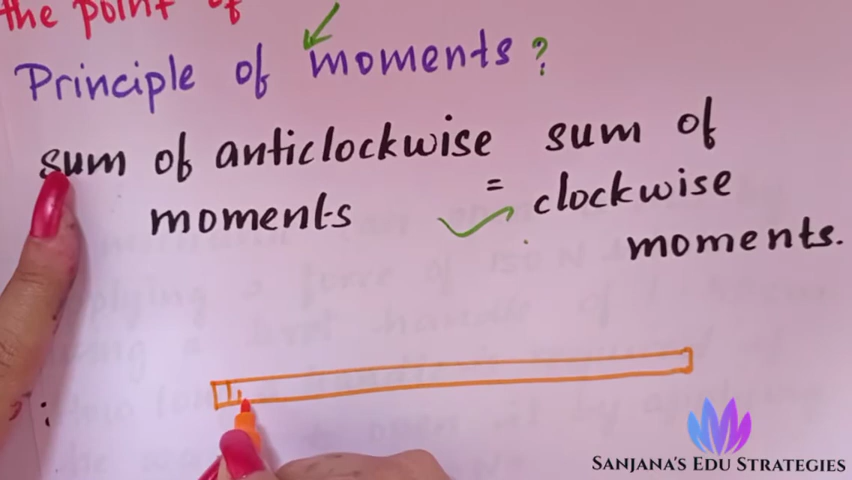 the point of
Principle of moments ?
sum of anticlockwise sum of
= clockwise
moments
moments.
SANJANA'S EDU STRATEGIES